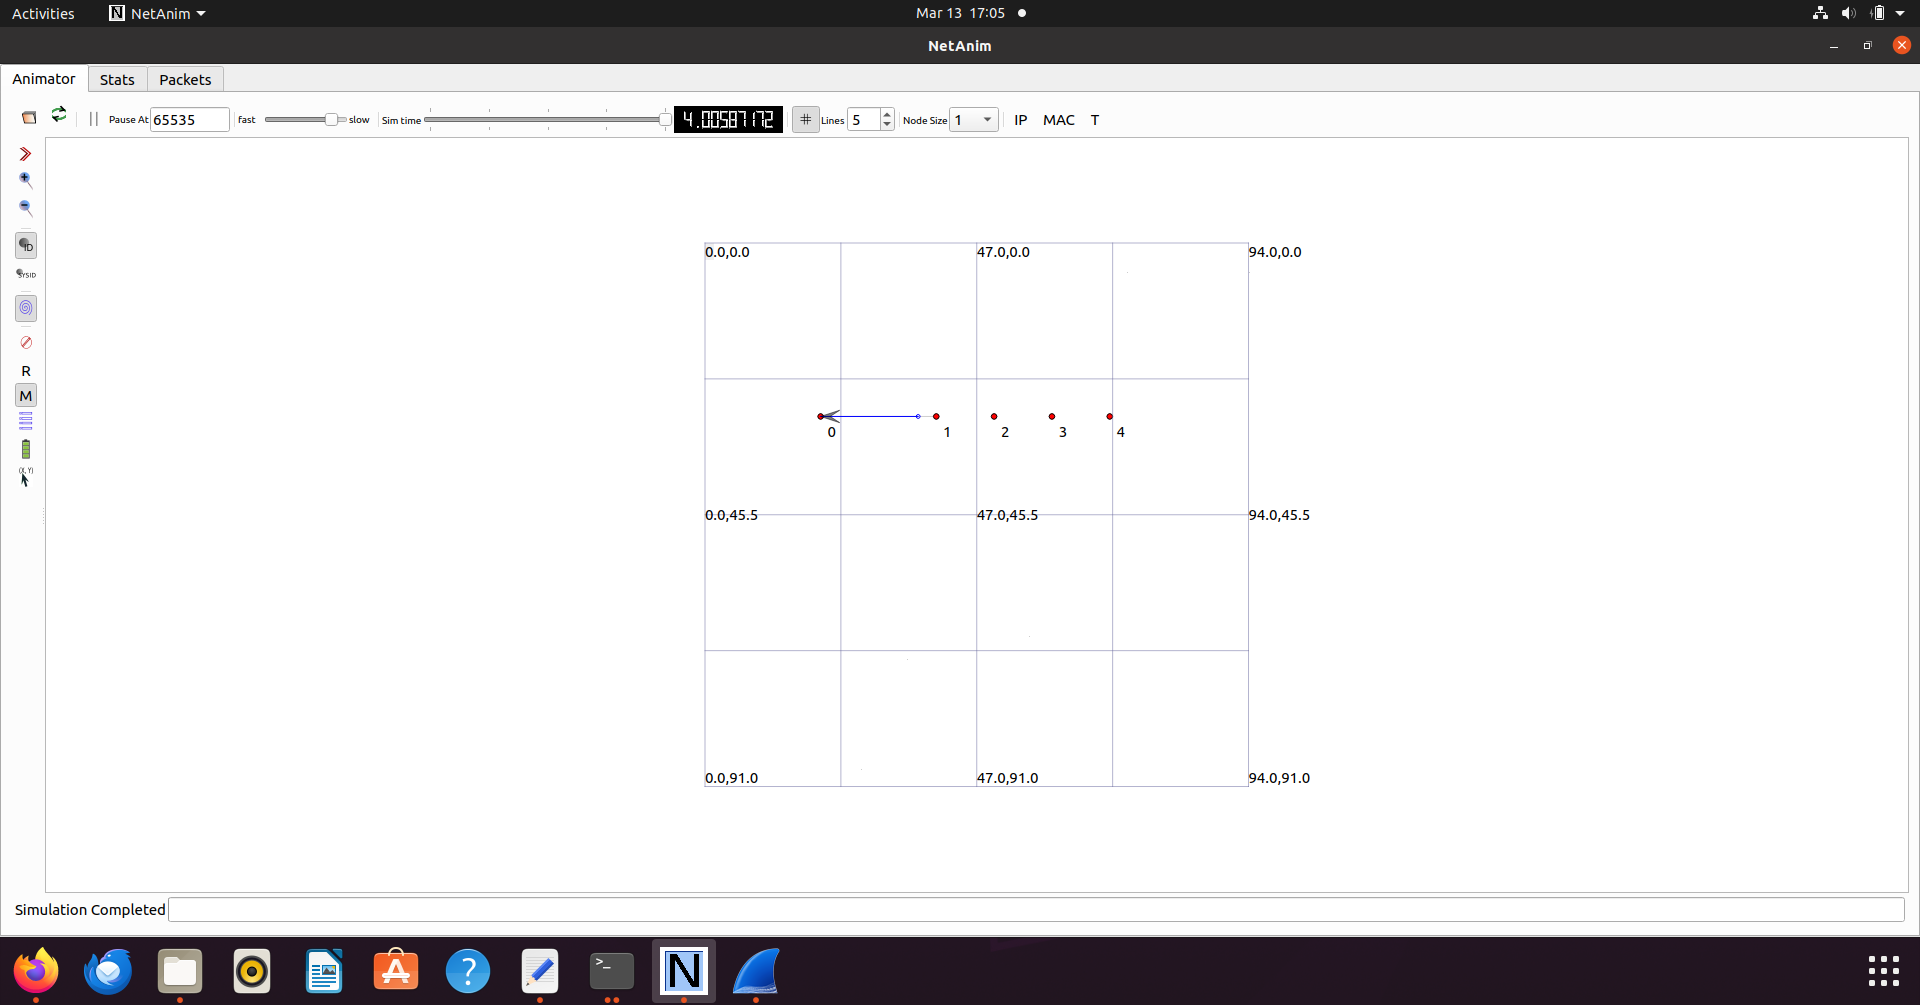 Activities NetAnim Mar 13 17:05
NetAnim
Animator Stats Packets
Pause At 65535 fast slow Sim time 4.00587172 # Lines 5 Node Size 1 IP MAC T
ID
SYSID
R
M
(X, Y)
0.0,0.0 47.0,0.0 94.0,0.0
0 1 2 3 4
0.0,45.5 47.0,45.5 94.0,45.5
0.0,91.0 47.0,91.0 94.0,91.0
Simulation Completed